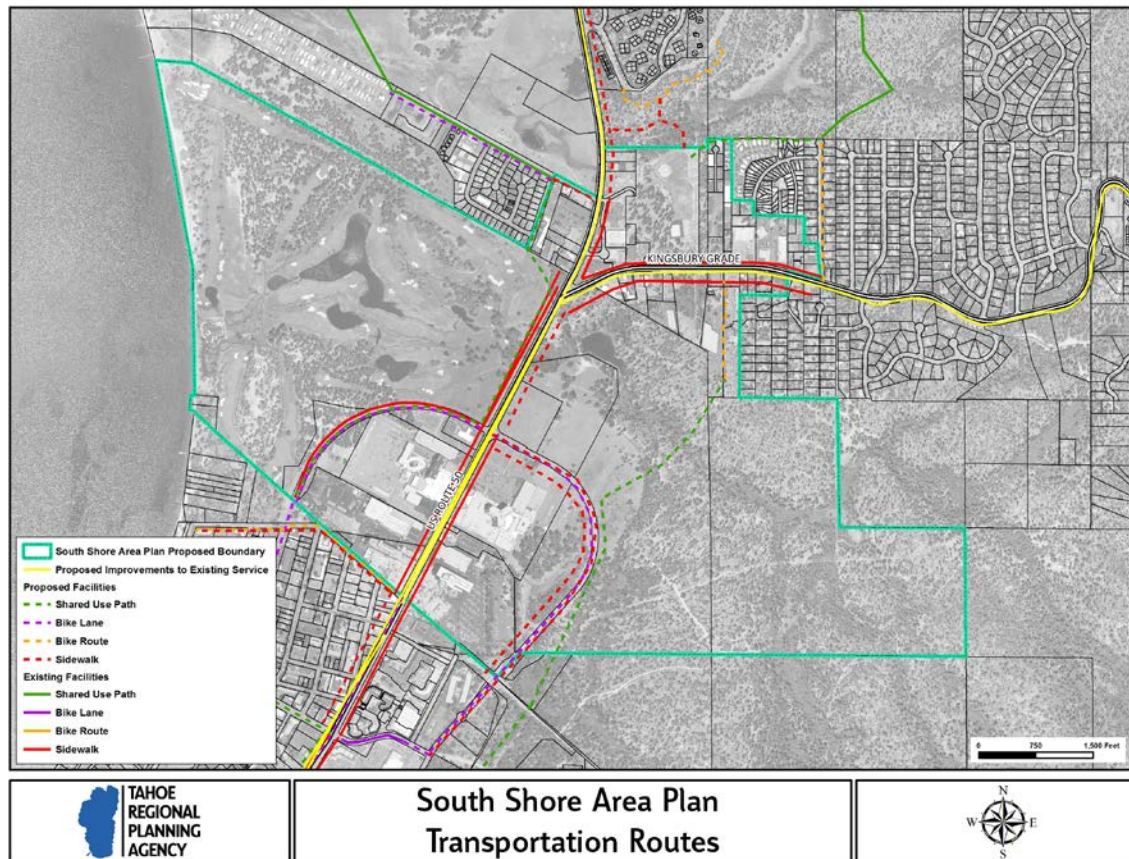 KINGSBURY GRADE
US ROUTE 50
South Shore Area Plan Proposed Boundary
Proposed Improvements to Existing Service
Proposed Facilities
Shared Use Path
Bike Lane
Bike Route
Sidewalk
Existing Facilities
Shared Use Path
Bike Lane
Bike Route
Sidewalk
0 750 1,500 Feet
TAHOE
REGIONAL
PLANNING
AGENCY
South Shore Area Plan
Transportation Routes
N
W E
S